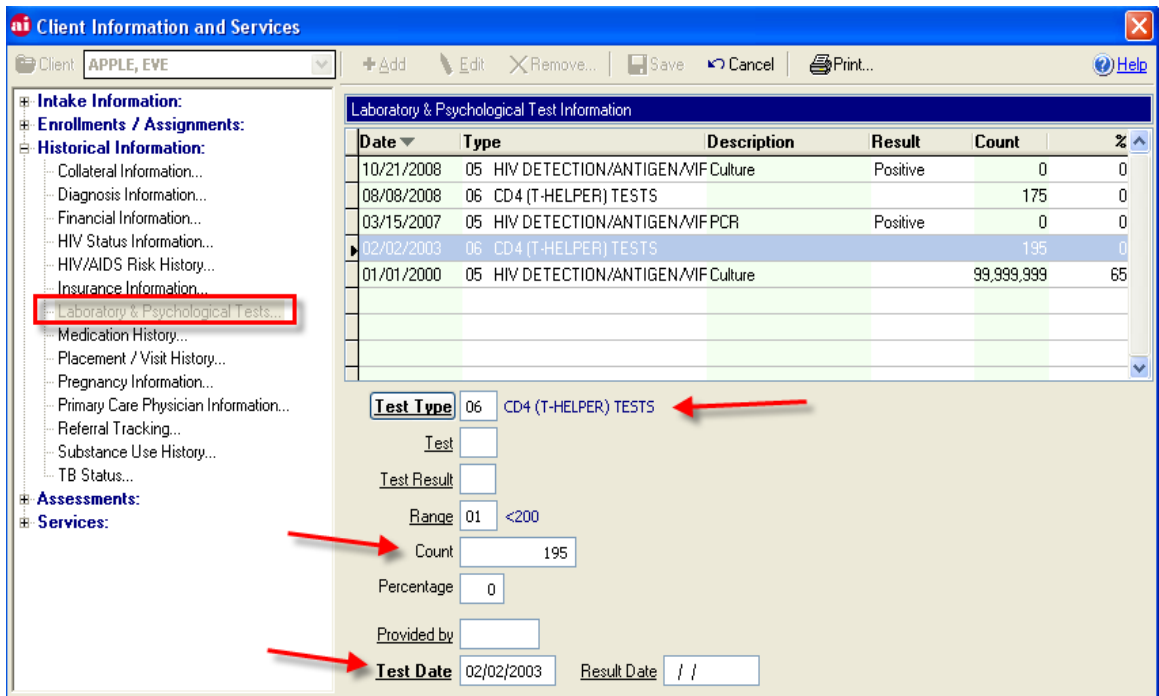 ai Client Information and Services
Client APPLE, EVE Add Edit Remove... Save Cancel Print... Help
Intake Information:
Enrollments / Assignments:
Historical Information:
Collateral Information...
Diagnosis Information...
Financial Information...
HIV Status Information...
HIV/AIDS Risk History...
Insurance Information...
Laboratory & Psychological Tests...
Medication History...
Placement / Visit History...
Pregnancy Information...
Primary Care Physician Information...
Referral Tracking...
Substance Use History...
TB Status...
Assessments:
Services:
Laboratory & Psychological Test Information
Date Type Description Result Count %
10/21/2008 05 HIV DETECTION/ANTIGEN/VIF Culture Positive 0 0
08/08/2008 06 CD4 (T-HELPER) TESTS 175 0
03/15/2007 05 HIV DETECTION/ANTIGEN/VIF PCR Positive 0 0
02/02/2003 06 CD4 (T-HELPER) TESTS 195 0
01/01/2000 05 HIV DETECTION/ANTIGEN/VIF Culture 99,999,999 65
Test Type 06 CD4 (T-HELPER) TESTS
Test
Test Result
Range 01 <200
Count 195
Percentage 0
Provided by
Test Date 02/02/2003 Result Date / /